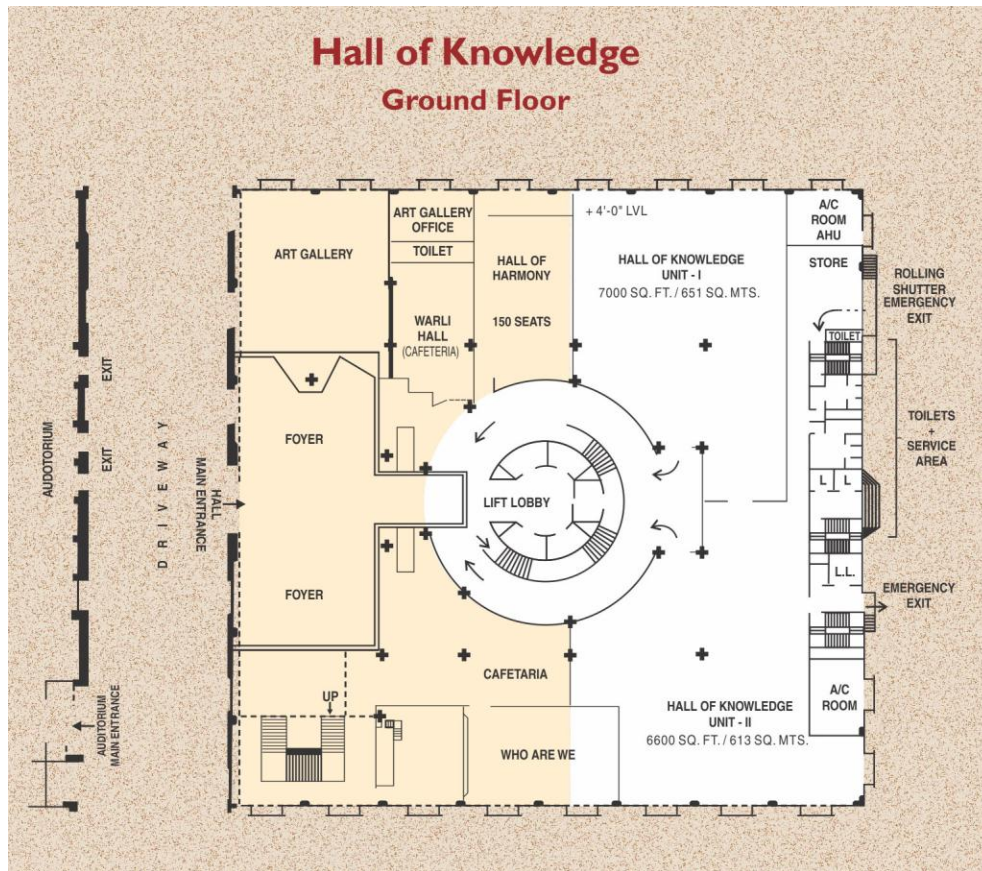 Hall of Knowledge
Ground Floor
ART GALLERY
ART GALLERY
OFFICE
TOILET
WARLI
HALL
(CAFETERIA)
HALL OF
HARMONY
150 SEATS
+ 4'-0" LVL
HALL OF KNOWLEDGE
UNIT - I
7000 SQ. FT. / 651 SQ. MTS.
A/C
ROOM
AHU
STORE
ROLLING
SHUTTER
EMERGENCY
EXIT
TOILET
TOILETS
+
SERVICE
AREA
L
L
L.L.
EMERGENCY
EXIT
A/C
ROOM
AUDOTORIUM
EXIT
EXIT
DRIVEWAY
HALL
MAIN ENTRANCE
FOYER
FOYER
LIFT LOBBY
AUDITORIUM
MAIN ENTRANCE
UP
CAFETARIA
WHO ARE WE
HALL OF KNOWLEDGE
UNIT - II
6600 SQ. FT. / 613 SQ. MTS.